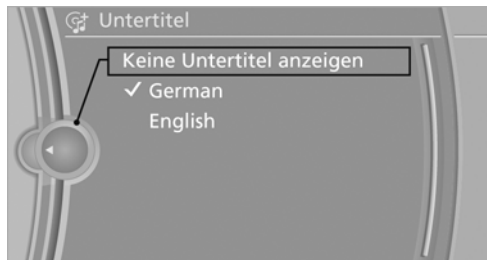 Untertitel
Keine Untertitel anzeigen
German
English